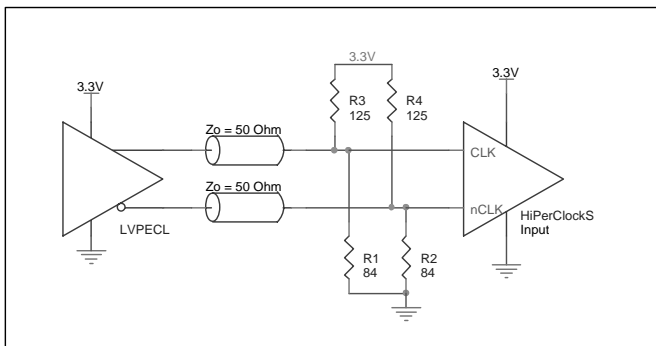 3.3V
3.3V
3.3V
R3
125
R4
125
Zo = 50 Ohm
CLK
Zo = 50 Ohm
nCLK
LVPECL
HiPerClockS
Input
R1
84
R2
84